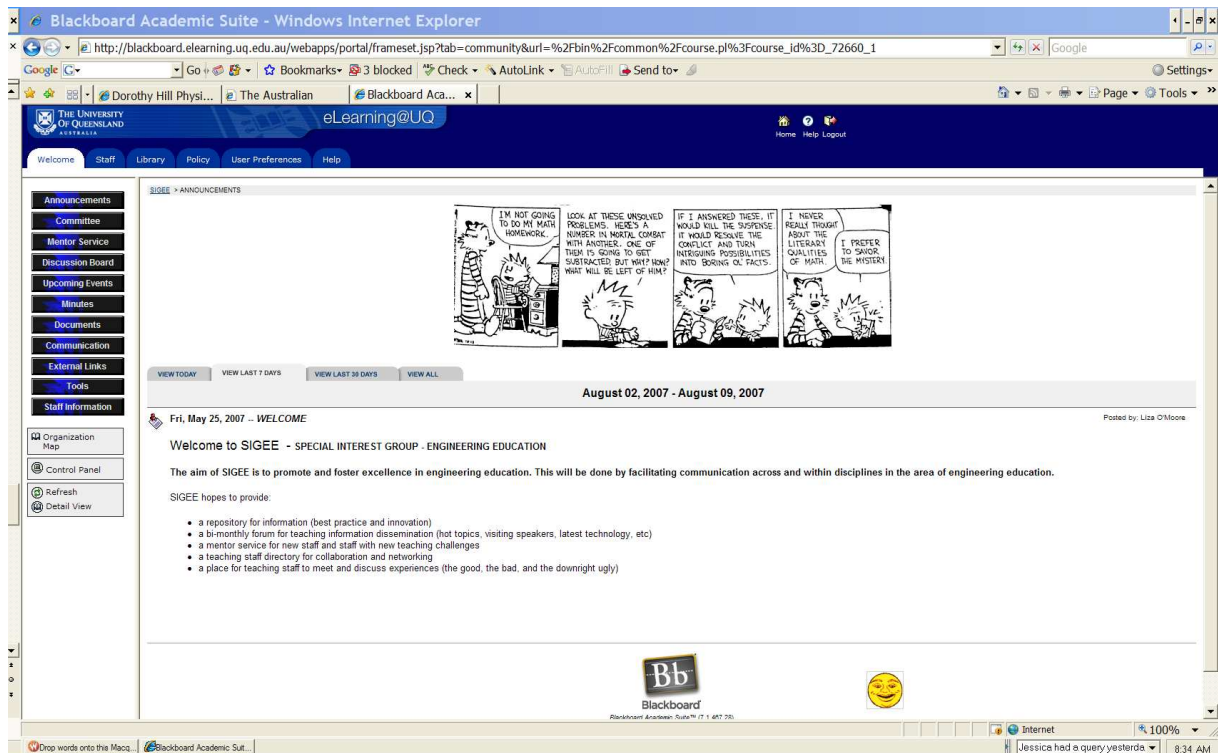 Blackboard Academic Suite - Windows Internet Explorer
http://blackboard.elearning.uq.edu.au/webapps/portal/frameset.jsp?tab=community&url=%2Fbin%2Fcommon%2Fcourse.pl%3Fcourse_id%3D_72660_1
Google
Google G Go Bookmarks 3 blocked Check AutoLink AutoFill Send to Settings
Dorothy Hill Physi... The Australian Blackboard Aca... x Page Tools
THE UNIVERSITY
OF QUEENSLAND
AUSTRALIA
eLearning@UQ
Home Help Logout
Welcome Staff Library Policy User Preferences Help
SIGEE > ANNOUNCEMENTS
Announcements
Committee
Mentor Service
Discussion Board
Upcoming Events
Minutes
Documents
Communication
External Links
Tools
Staff Information
Organization
Map
Control Panel
Refresh
Detail View
I'M NOT GOING
TO DO MY MATH
HOMEWORK.
LOOK AT THESE UNSOLVED
PROBLEMS. HERE'S A
NUMBER IN MORTAL COMBAT
WITH ANOTHER. ONE OF
THEM IS GOING TO GET
SUBTRACTED. BUT WHY? HOW?
WHAT WILL BE LEFT OF HIM?
IF I ANSWERED THESE, IT
WOULD KILL THE SUSPENSE.
IT WOULD RESOLVE THE
CONFLICT AND TURN
INTRIGUING POSSIBILITIES
INTO BORING OL' FACTS.
I NEVER
REALLY THOUGHT
ABOUT THE
LITERARY
QUALITIES
OF MATH.
I PREFER
TO SAVOR
THE MYSTERY.
VIEW TODAY VIEW LAST 7 DAYS VIEW LAST 30 DAYS VIEW ALL
August 02, 2007 - August 09, 2007
Fri, May 25, 2007 -- WELCOME Posted by: Liza O'Moore
Welcome to SIGEE - SPECIAL INTEREST GROUP - ENGINEERING EDUCATION
The aim of SIGEE is to promote and foster excellence in engineering education. This will be done by facilitating communication across and within disciplines in the area of engineering education.
SIGEE hopes to provide:
• a repository for information (best practice and innovation)
• a bi-monthly forum for teaching information dissemination (hot topics, visiting speakers, latest technology, etc)
• a mentor service for new staff and staff with new teaching challenges
• a teaching staff directory for collaboration and networking
• a place for teaching staff to meet and discuss experiences (the good, the bad, and the downright ugly)
Bb
Blackboard
Blackboard Academic Suite™ (7.1.467.28)
Internet 100%
Drop words onto this Macq... Blackboard Academic Suit... Jessica had a query yesterda 8:34 AM